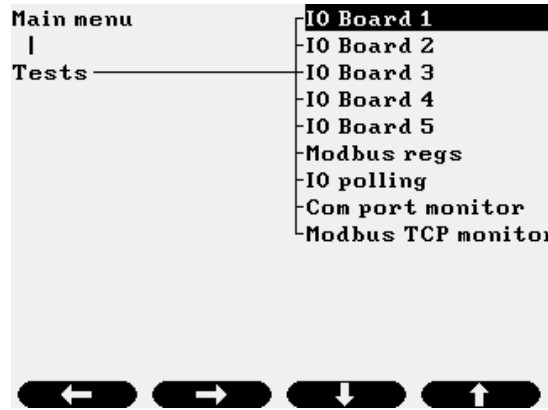 Main menu
Tests
IO Board 1
IO Board 2
IO Board 3
IO Board 4
IO Board 5
Modbus regs
IO polling
Com port monitor
Modbus TCP monitor